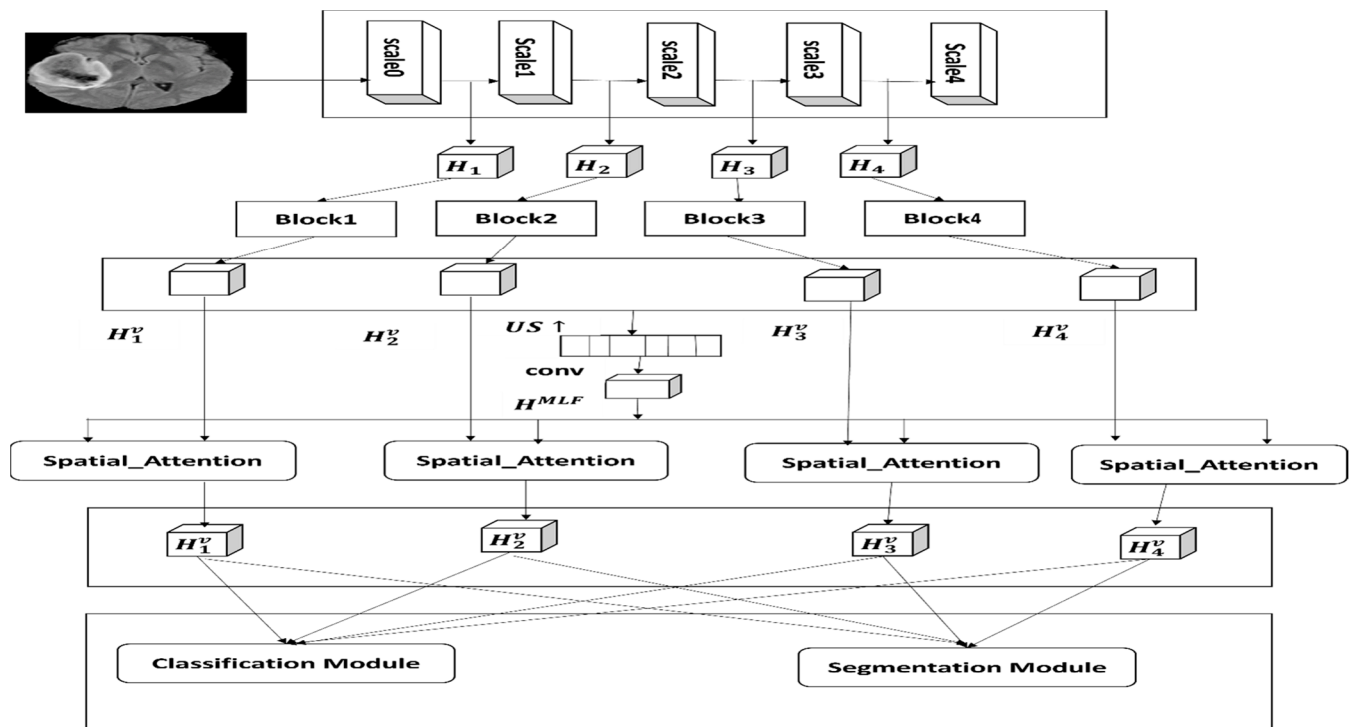 scale0 Scale1 scale2 scale3 Scale4
H₁ H₂ H₃ H₄
Block1 Block2 Block3 Block4
H₁ᵛ H₂ᵛ US ↑ H₃ᵛ H₄ᵛ
conv
H^{MLF}
Spatial_Attention Spatial_Attention Spatial_Attention Spatial_Attention
H₁ᵛ H₂ᵛ H₃ᵛ H₄ᵛ
Classification Module Segmentation Module